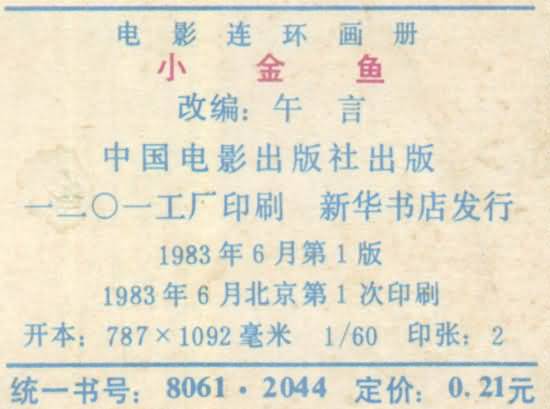 电影连环画册
小金鱼
改编：午言
中国电影出版社出版
一二〇一工厂印刷 新华书店发行
1983年6月第1版
1983年6月北京第1次印刷
开本：787×1092毫米 1/60 印张：2
统一书号：8061·2044 定价：0.21元